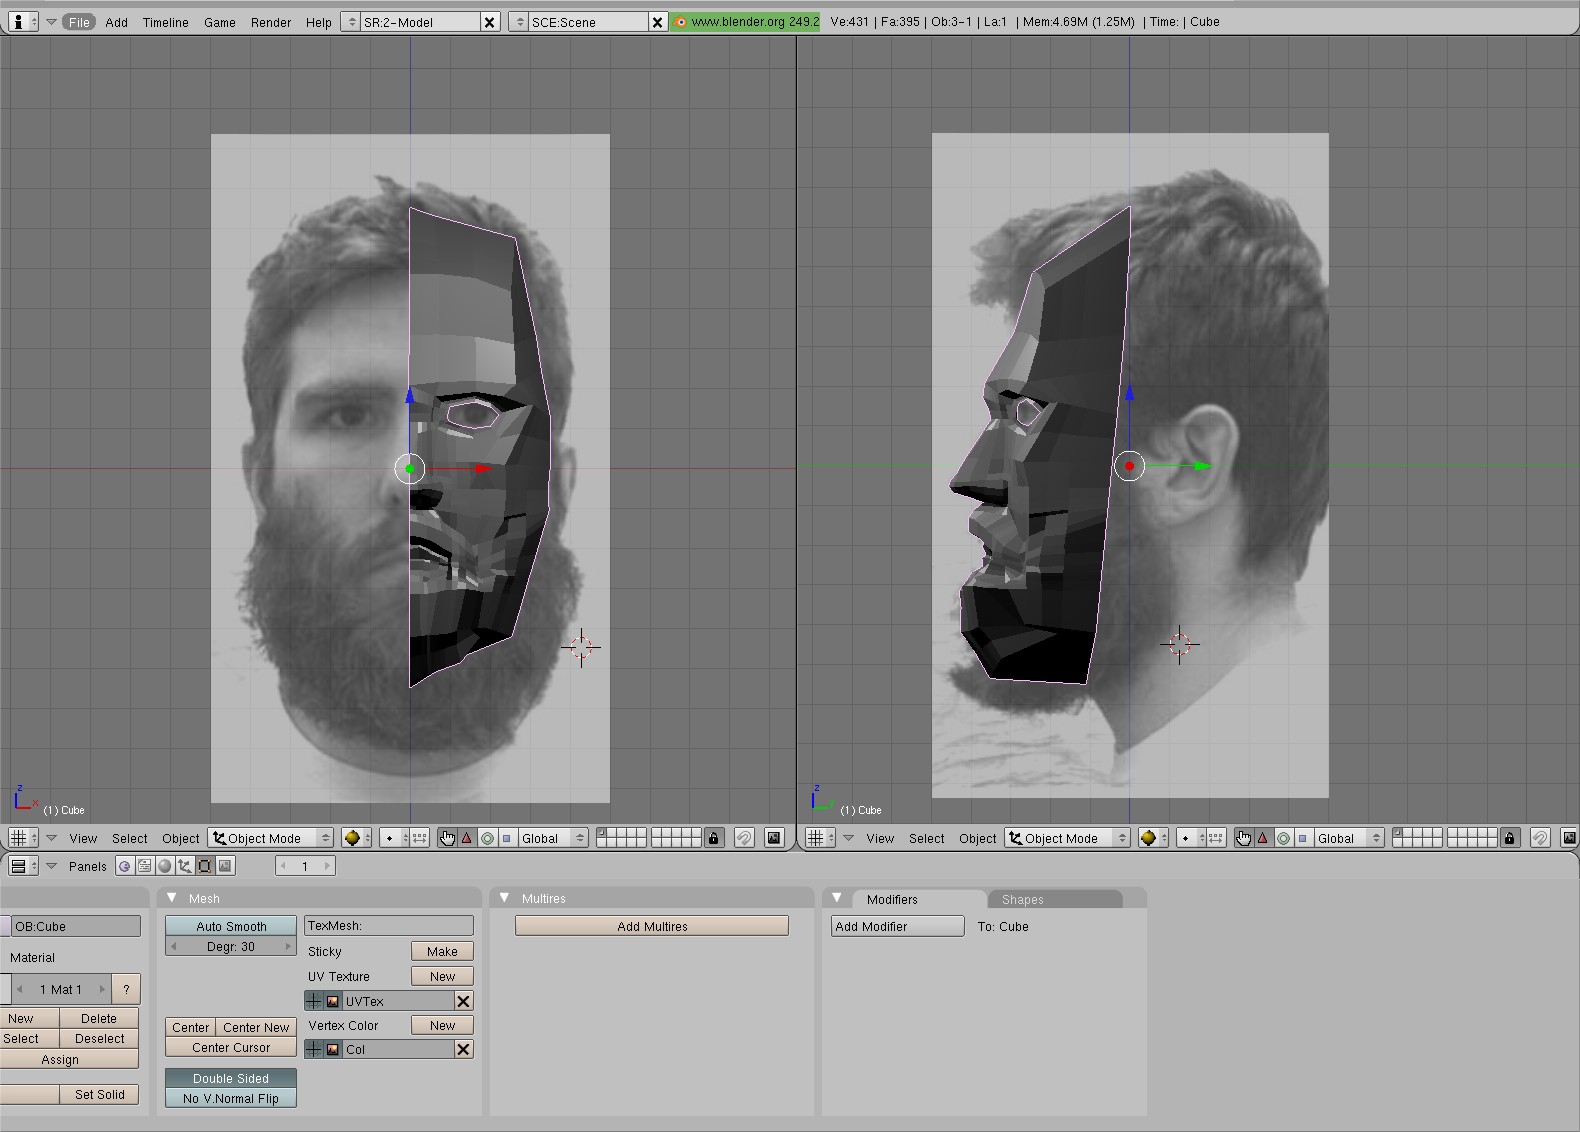 File Add Timeline Game Render Help SR:2-Model SCE:Scene www.blender.org 249.2 Ve:431 | Fa:395 | Ob:3-1 | La:1 | Mem:4.69M (1.25M) | Time: | Cube
z
x
(1) Cube
z
y
(1) Cube
View Select Object Object Mode Global
View Select Object Object Mode Global
Panels 1
OB:Cube
Material
1 Mat 1 ?
New Delete
Select Deselect
Assign
Set Solid
Mesh
Auto Smooth
Degr: 30
Center Center New
Center Cursor
Double Sided
No V.Normal Flip
TexMesh:
Sticky Make
UV Texture New
UVTex
Vertex Color New
Col
Multires
Add Multires
Modifiers Shapes
Add Modifier To: Cube